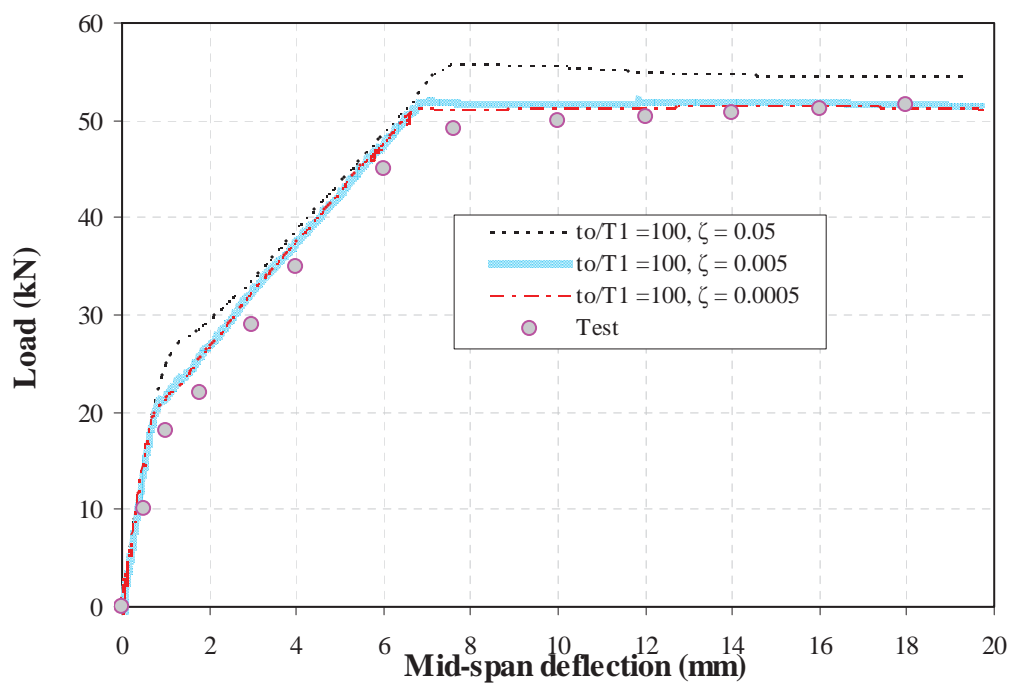 60
50
40
30
20
10
0
Load (kN)
to/T1 =100, ζ = 0.05
to/T1 =100, ζ = 0.005
to/T1 =100, ζ = 0.0005
Test
0 2 4 6 8 10 12 14 16 18 20
Mid-span deflection (mm)